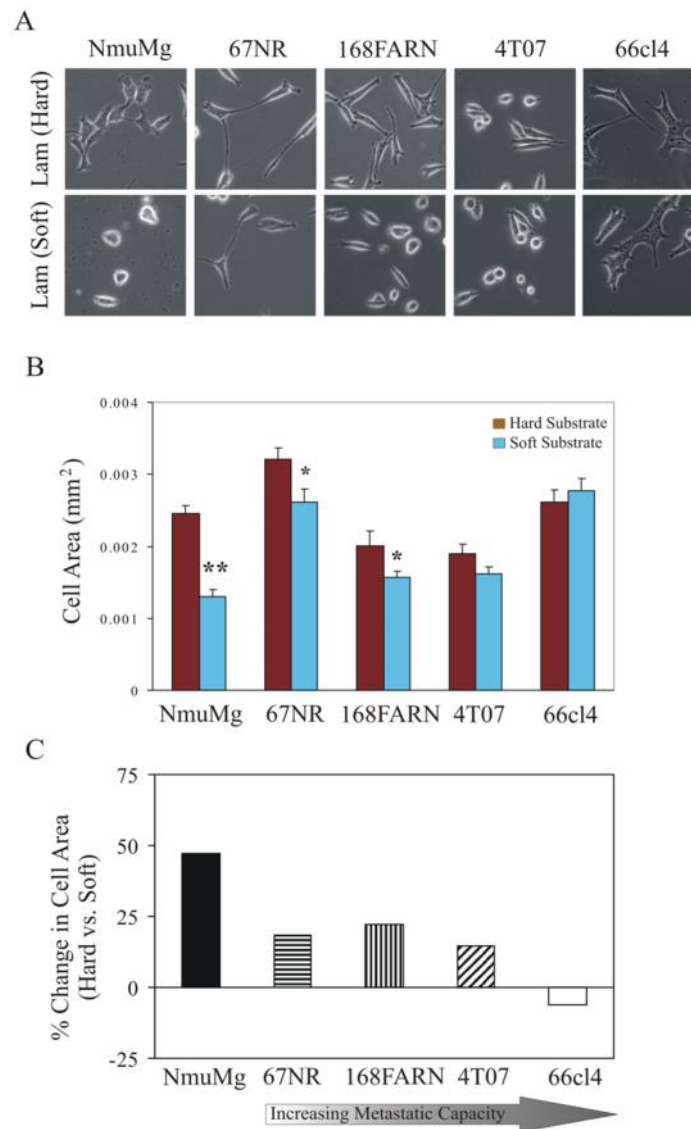 A
NmuMg 67NR 168FARN 4T07 66cl4
Lam (Hard)
Lam (Soft)
B
Cell Area (mm²)
0.004
0.003
0.002
0.001
0
Hard Substrate
Soft Substrate
**
*
*
NmuMg 67NR 168FARN 4T07 66cl4
C
% Change in Cell Area
(Hard vs. Soft)
75
50
25
0
-25
NmuMg 67NR 168FARN 4T07 66cl4
Increasing Metastatic Capacity